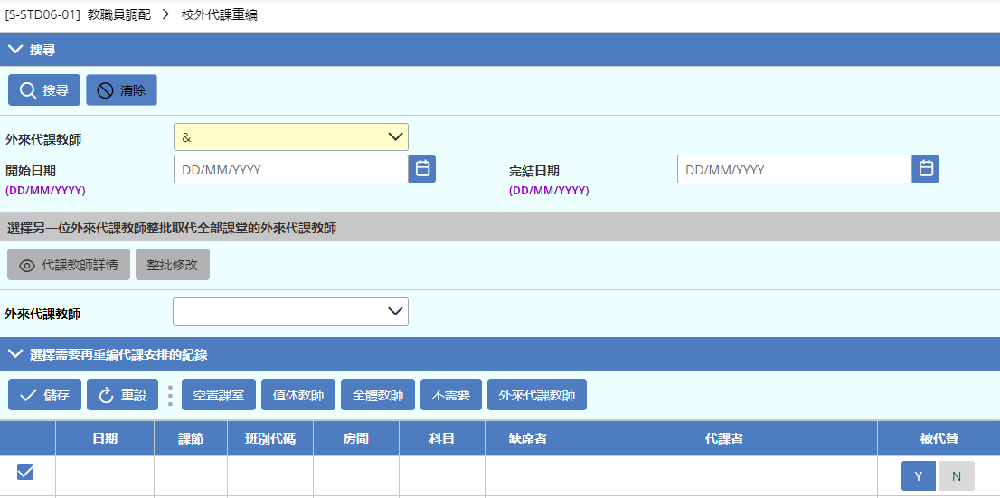 [S-STD06-01] 教職員調配 > 校外代課重編
搜尋
搜尋 清除
外來代課教師 &
開始日期 DD/MM/YYYY 完結日期 DD/MM/YYYY
(DD/MM/YYYY) (DD/MM/YYYY)
選擇另一位外來代課教師整批取代全部課堂的外來代課教師
代課教師詳情 整批修改
外來代課教師
選擇需要再重編代課安排的紀錄
儲存 重設 空置課室 值休教師 全體教師 不需要 外來代課教師
日期 課節 班別代碼 房間 科目 缺席者 代課者 被代替
Y N